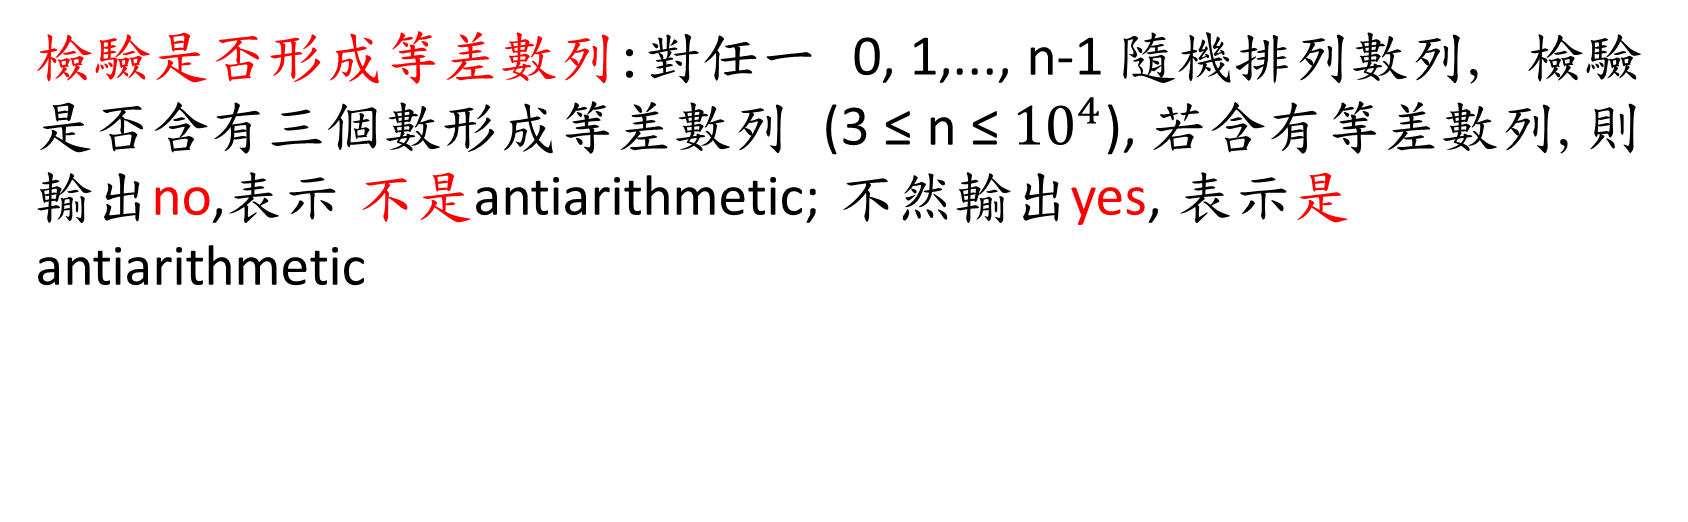 檢驗是否形成等差數列:對任一 0, 1,..., n-1 隨機排列數列, 檢驗
是否含有三個數形成等差數列 (3 ≤ n ≤ 10⁴), 若含有等差數列, 則
輸出no,表示 不是antiarithmetic; 不然輸出yes, 表示是
antiarithmetic